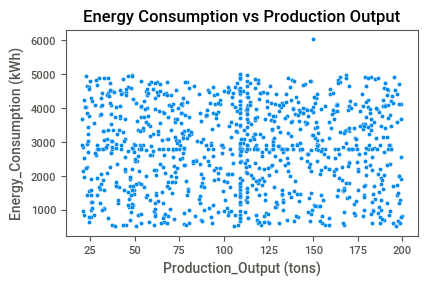 Energy Consumption vs Production Output
Energy_Consumption (kWh)
6000
5000
4000
3000
2000
1000
25 50 75 100 125 150 175 200
Production_Output (tons)